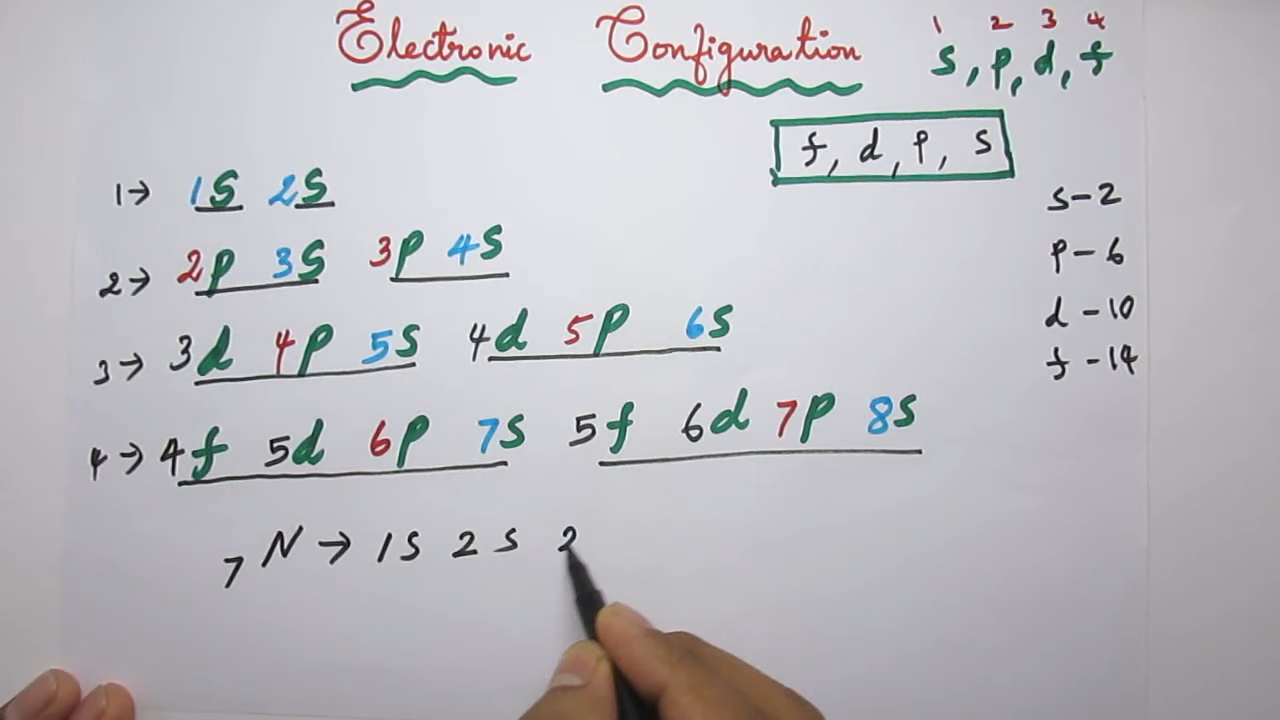 Electronic Configuration
1 2 3 4
s, p, d, f
f, d, p, s
1→ 1s 2s
s-2
2→ 2p 3s 3p 4s
p-6
3→ 3d 4p 5s 4d 5p 6s
d-10
f-14
4→ 4f 5d 6p 7s 5f 6d 7p 8s
7N→ 1s 2s 2